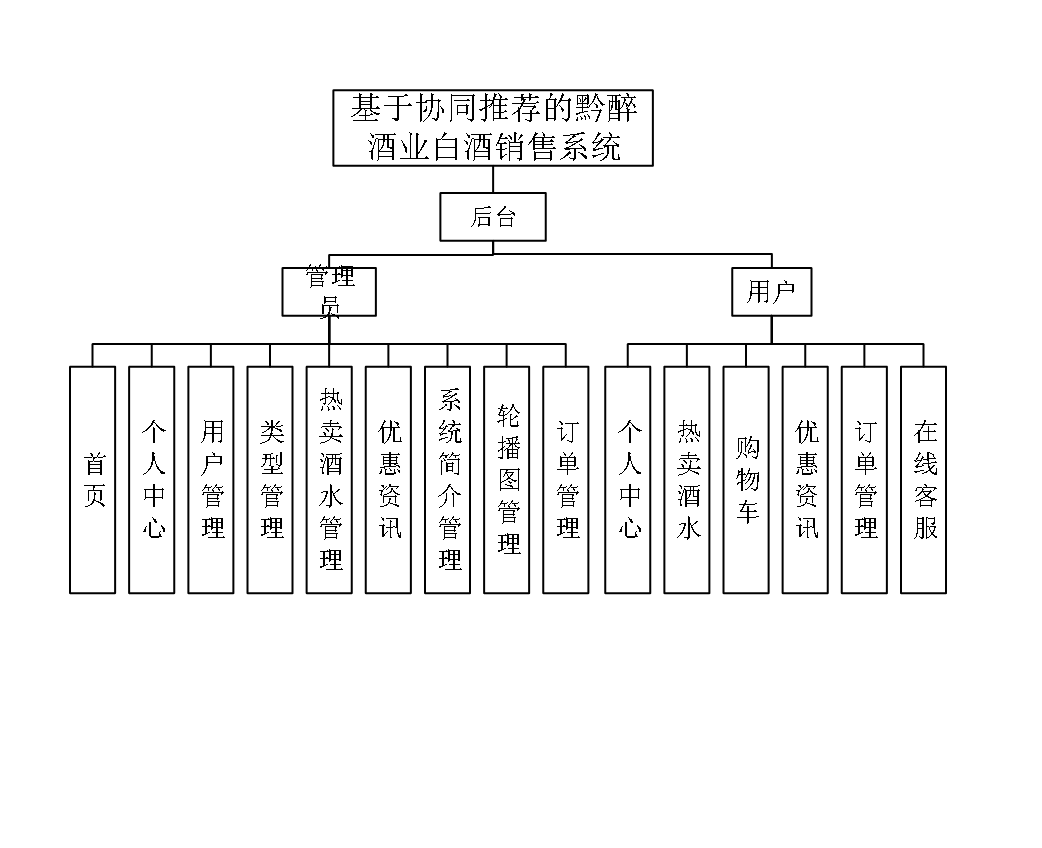 基于协同推荐的黔醉
酒业白酒销售系统
后台
管理
员
用户
首页
个人中心
用户管理
类型管理
热卖酒水管理
优惠资讯
系统简介管理
轮播图管理
订单管理
个人中心
热卖酒水
购物车
优惠资讯
订单管理
在线客服